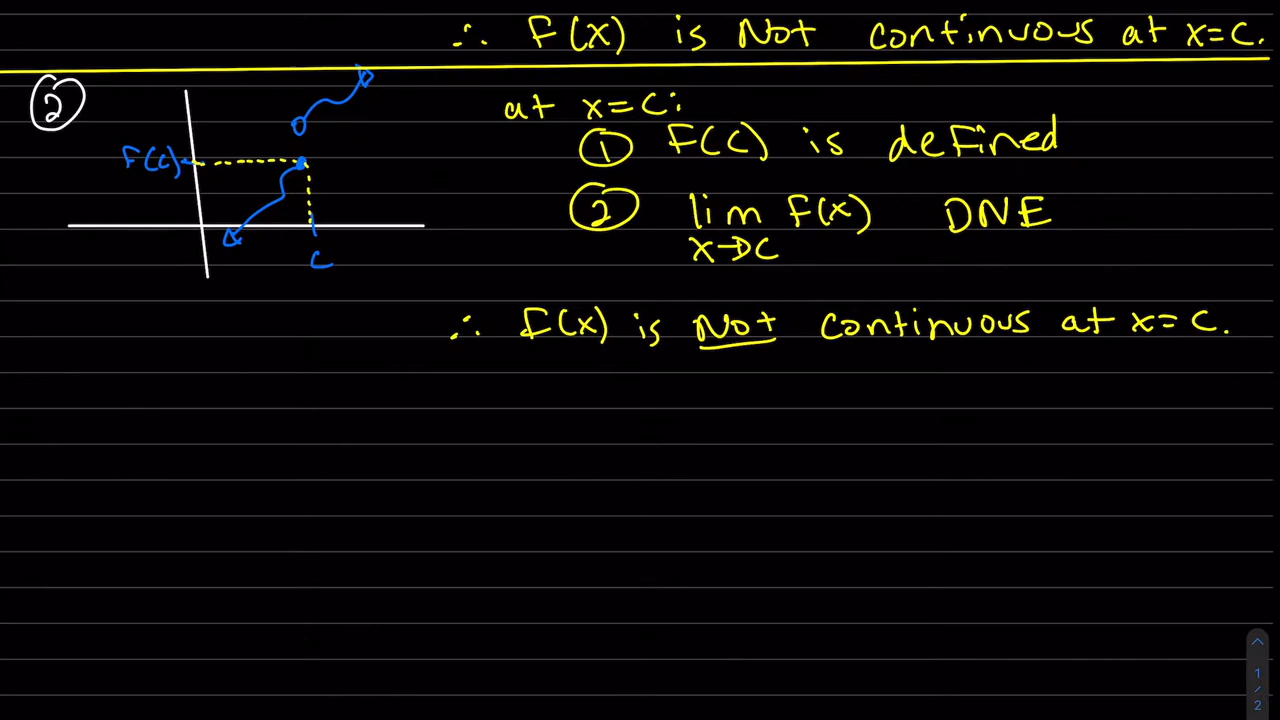 ∴ F(x) is Not continuous at x=c.
②
F(c)
c
at x=c:
① F(c) is defined
② lim F(x) DNE
x→c
∴ F(x) is Not continuous at x=c.
1
/
2